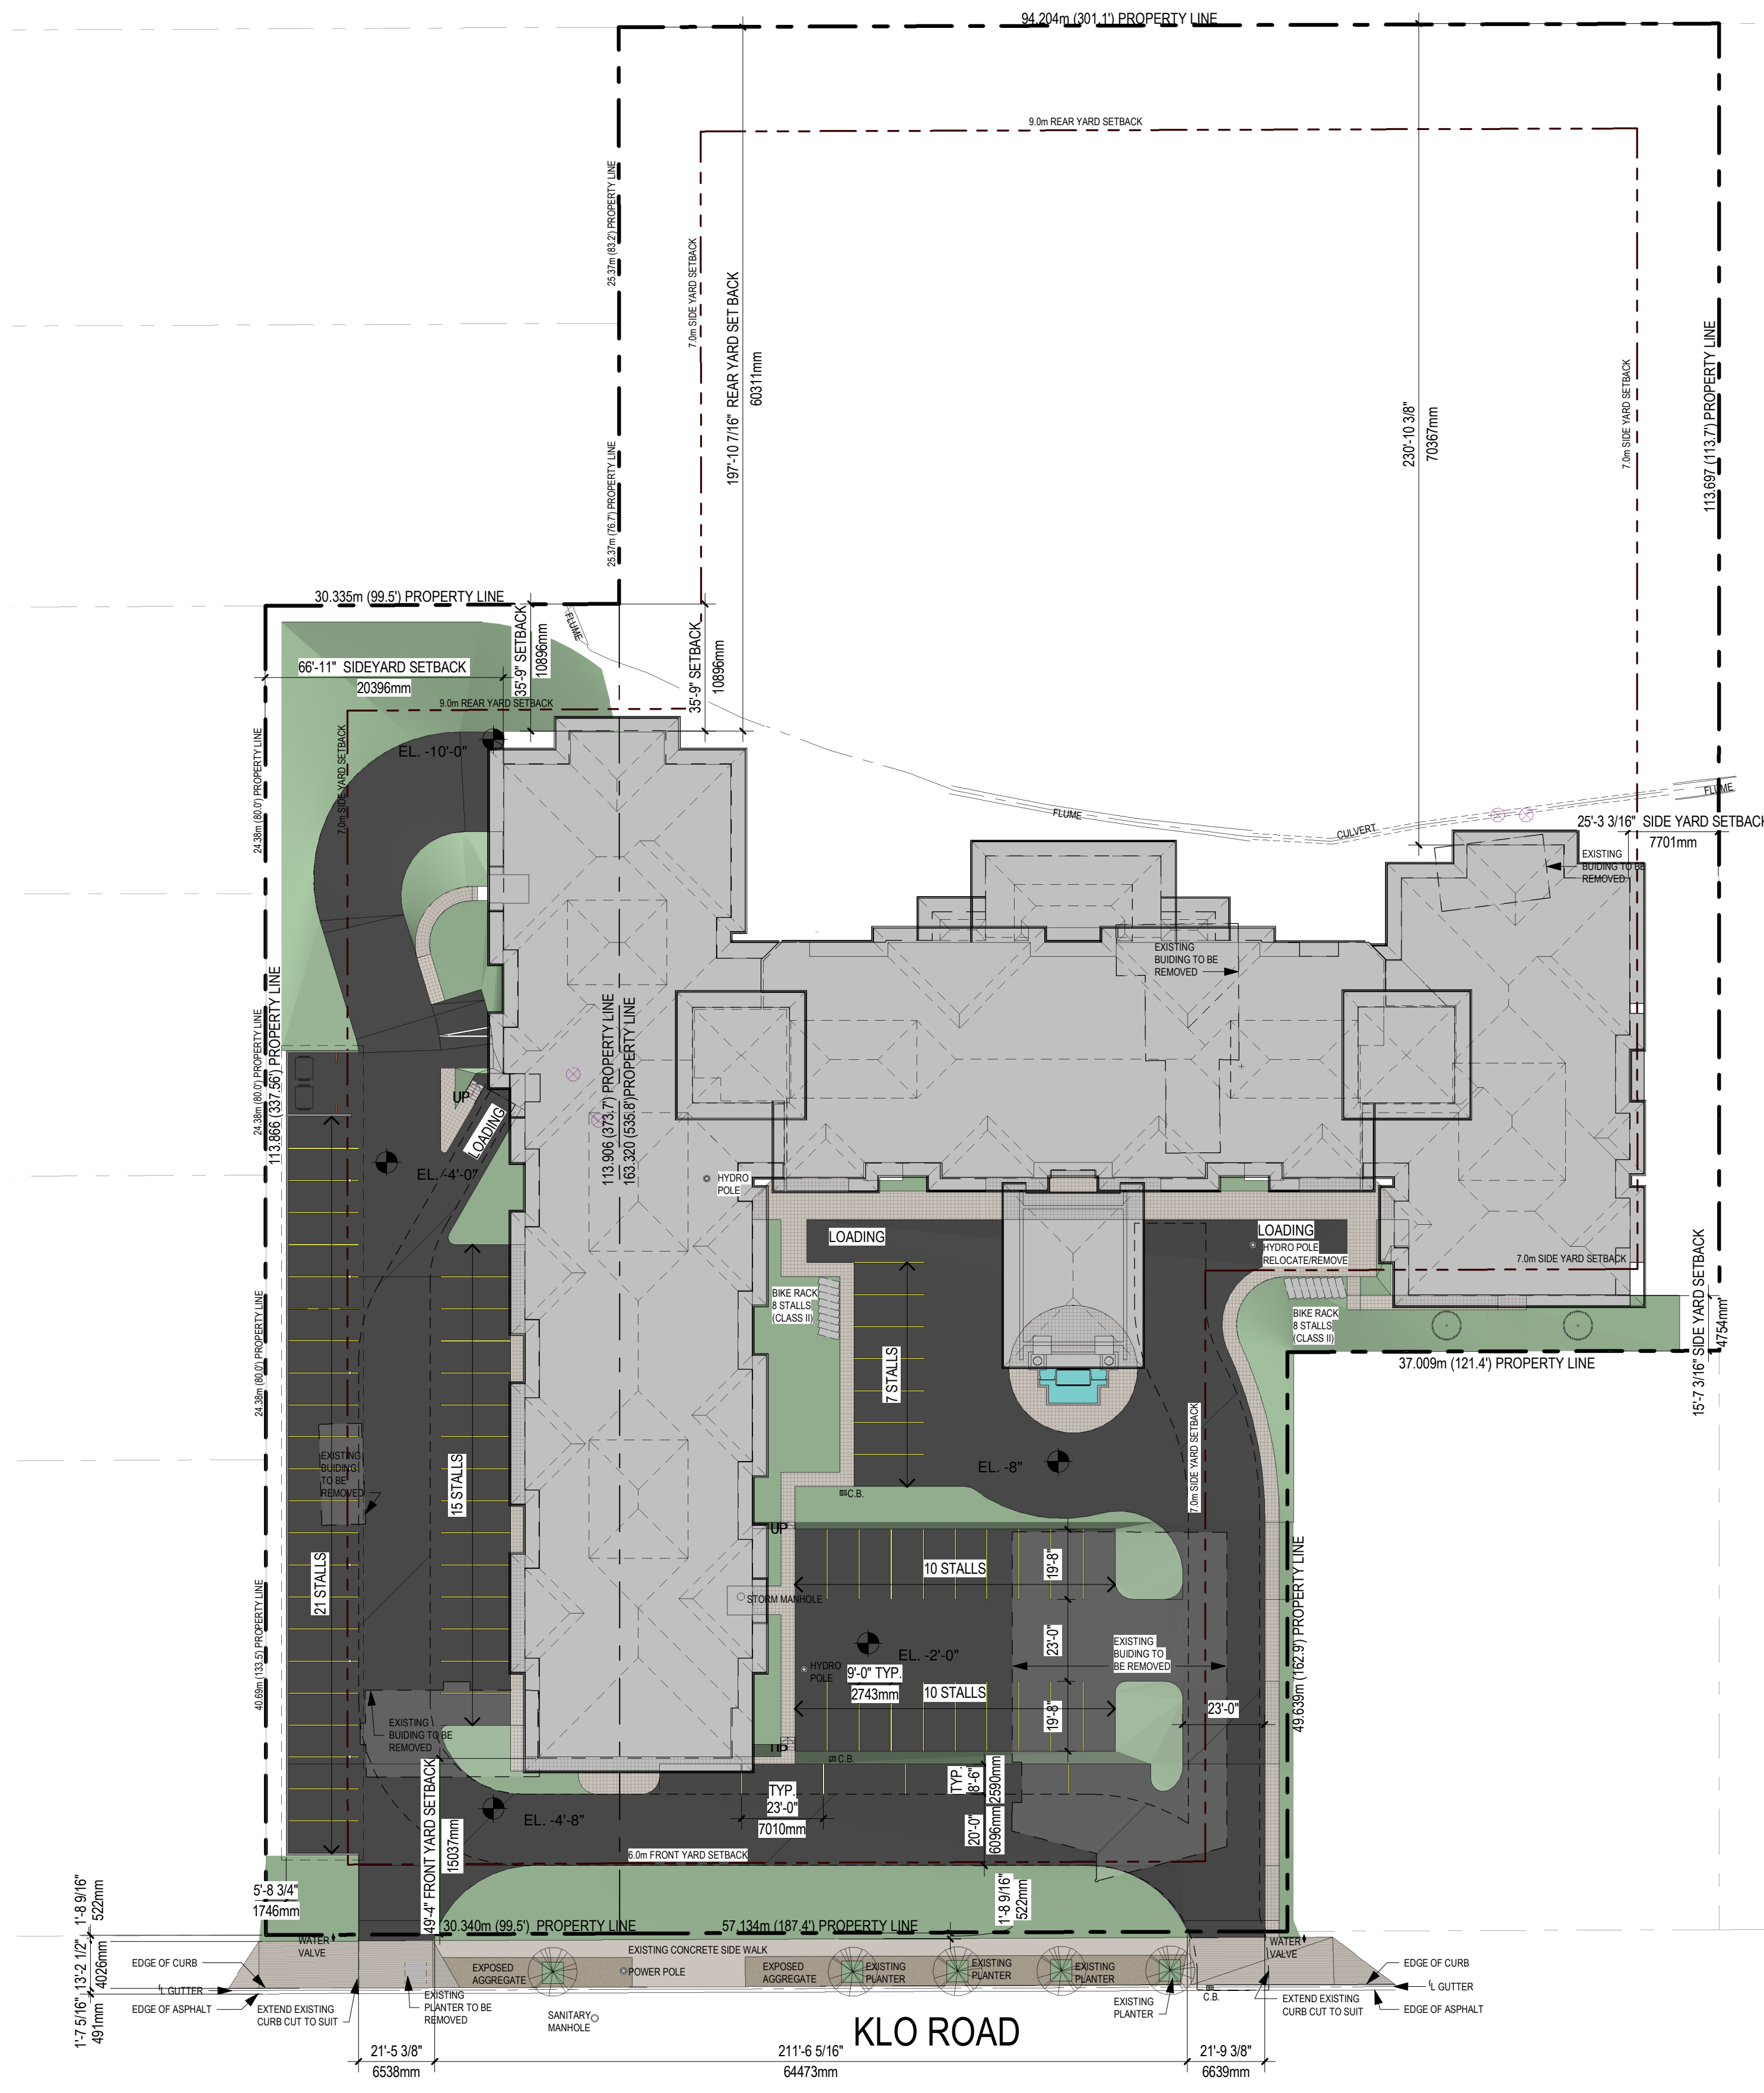 94.204m (301.1') PROPERTY LINE
9.0m REAR YARD SETBACK
25.37m (83.2') PROPERTY LINE
7.0m SIDE YARD SETBACK
197'-10 7/16" REAR YARD SET BACK
60311mm
230'-10 3/8"
70367mm
7.0m SIDE YARD SETBACK
113.697 (113.7') PROPERTY LINE
25.37m (76.7') PROPERTY LINE
30.335m (99.5') PROPERTY LINE
FLUME
35'-9" SETBACK
10896mm
35'-9" SETBACK
10896mm
66'-11" SIDEYARD SETBACK
20396mm
9.0m REAR YARD SETBACK
24.38m (80.0') PROPERTY LINE
7.0m SIDE YARD SETBACK
EL. -10'-0"
FLUME
CULVERT
FLUME
25'-3 3/16" SIDE YARD SETBACK
7701mm
EXISTING
BUIDING TO BE
REMOVED
EXISTING
BUIDING TO BE
REMOVED
24.38m (80.0') PROPERTY LINE
113.866 (337.56') PROPERTY LINE
113.906 (373.7') PROPERTY LINE
163.320 (535.8')PROPERTY LINE
UP
LOADING
EL. -4'-0"
HYDRO
POLE
LOADING
LOADING
HYDRO POLE
RELOCATE/REMOVE
7.0m SIDE YARD SETBACK
BIKE RACK
8 STALLS
(CLASS II)
BIKE RACK
8 STALLS
(CLASS II)
15'-7 3/16" SIDE YARD SETBACK
4754mm
37.009m (121.4') PROPERTY LINE
24.38m (80.0') PROPERTY LINE
7 STALLS
7.0m SIDE YARD SETBACK
EL. -8"
EXISTING
BUIDING
TO BE
REMOVED
15 STALLS
21 STALLS
C.B.
UP
10 STALLS
19'-8"
STORM MANHOLE
49.639m (162.9') PROPERTY LINE
40.69m (133.5') PROPERTY LINE
EL. -2'-0"
23'-0"
EXISTING
BUIDING TO
BE REMOVED
HYDRO
POLE
9'-0" TYP.
2743mm
10 STALLS
19'-8"
23'-0"
EXISTING
BUIDING TO BE
REMOVED
UP
C.B.
49'-4" FRONT YARD SETBACK
15037mm
EL. -4'-8"
TYP.
23'-0"
7010mm
TYP.
8'-6"
2590mm
20'-0"
6096mm
6.0m FRONT YARD SETBACK
5'-8 3/4"
1746mm
1'-8 9/16"
522mm
1'-8 9/16"
522mm
30.340m (99.5') PROPERTY LINE
57.134m (187.4') PROPERTY LINE
13'-2 1/2"
4026mm
1'-7 5/16"
491mm
WATER
VALVE
EXISTING CONCRETE SIDE WALK
WATER
VALVE
EDGE OF CURB
EXPOSED
AGGREGATE
POWER POLE
EXPOSED
AGGREGATE
EXISTING
PLANTER
EXISTING
PLANTER
EXISTING
PLANTER
EDGE OF CURB
GUTTER
GUTTER
EDGE OF ASPHALT
EXTEND EXISTING
CURB CUT TO SUIT
EXISTING
PLANTER TO BE
REMOVED
SANITARY
MANHOLE
EXISTING
PLANTER
C.B.
EXTEND EXISTING
CURB CUT TO SUIT
EDGE OF ASPHALT
KLO ROAD
21'-5 3/8"
6538mm
211'-6 5/16"
64473mm
21'-9 3/8"
6639mm